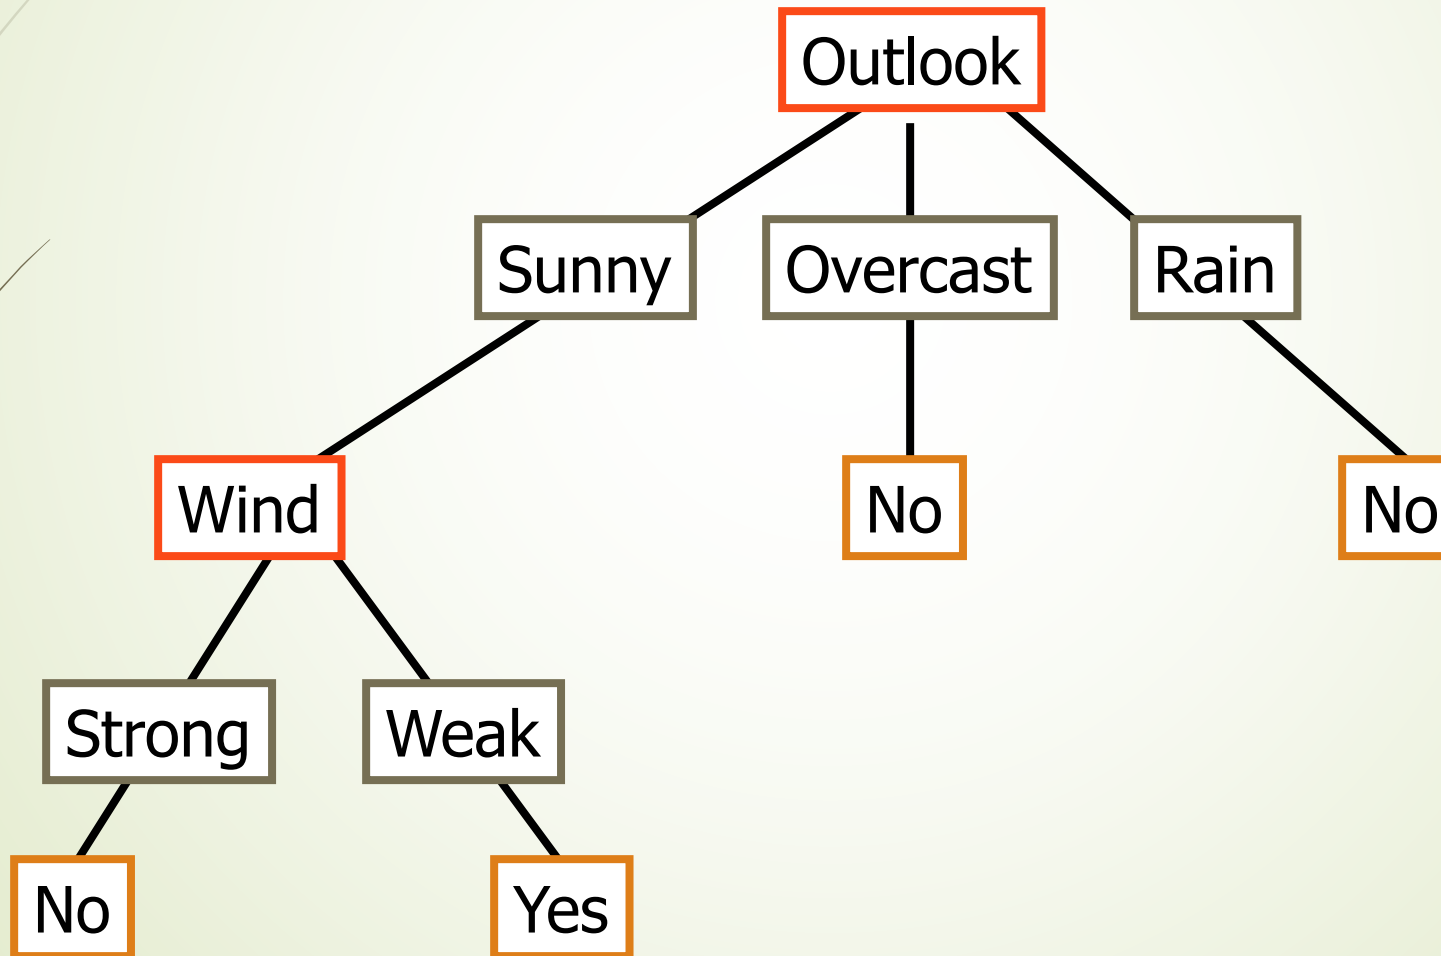 Outlook
Sunny
Overcast
Rain
Wind
No
No
Strong
Weak
No
Yes